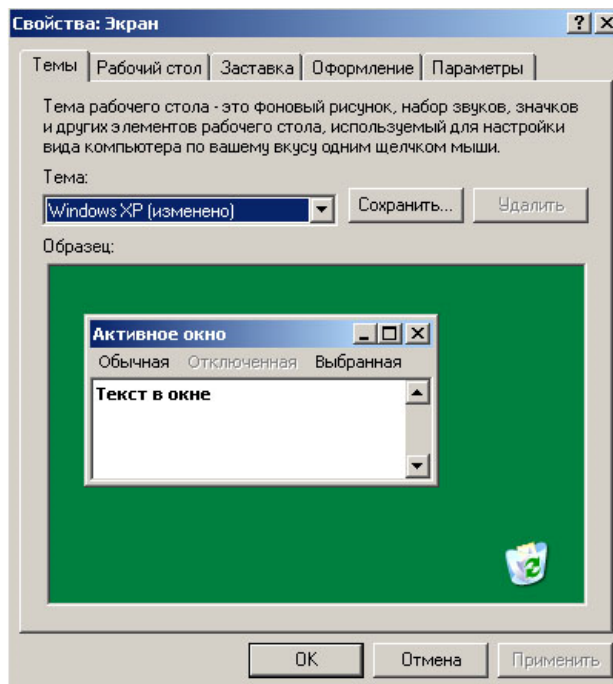 Свойства: Экран
Темы Рабочий стол Заставка Оформление Параметры
Тема рабочего стола - это фоновый рисунок, набор звуков, значков
и других элементов рабочего стола, используемый для настройки
вида компьютера по вашему вкусу одним щелчком мыши.
Тема:
Windows XP (изменено) Сохранить... Удалить
Образец:
Активное окно
Обычная Отключенная Выбранная
Текст в окне
OK Отмена Применить